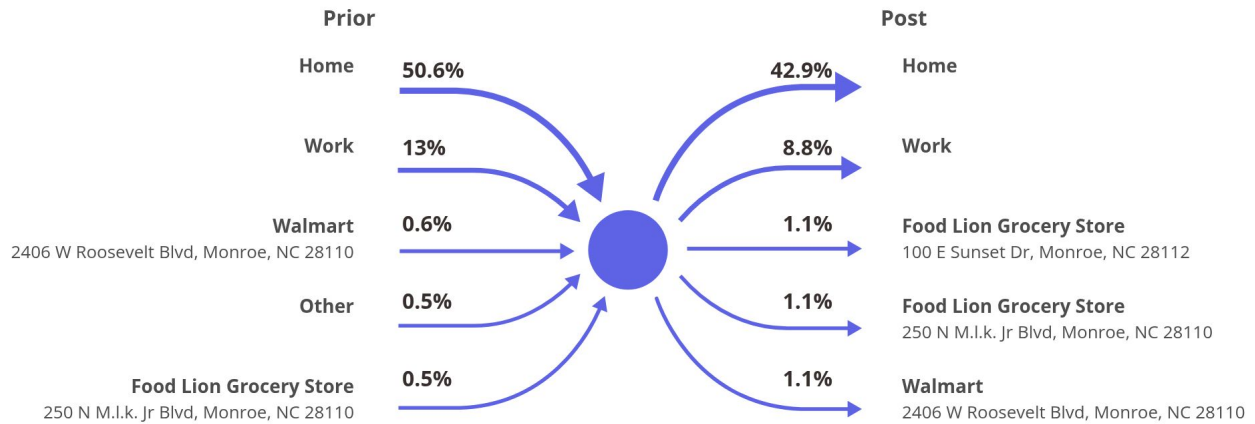 Prior
Post
Home
50.6%
42.9%
Home
Work
13%
8.8%
Work
Walmart
2406 W Roosevelt Blvd, Monroe, NC 28110
0.6%
1.1%
Food Lion Grocery Store
100 E Sunset Dr, Monroe, NC 28112
Other
0.5%
1.1%
Food Lion Grocery Store
250 N M.l.k. Jr Blvd, Monroe, NC 28110
Food Lion Grocery Store
250 N M.l.k. Jr Blvd, Monroe, NC 28110
0.5%
1.1%
Walmart
2406 W Roosevelt Blvd, Monroe, NC 28110